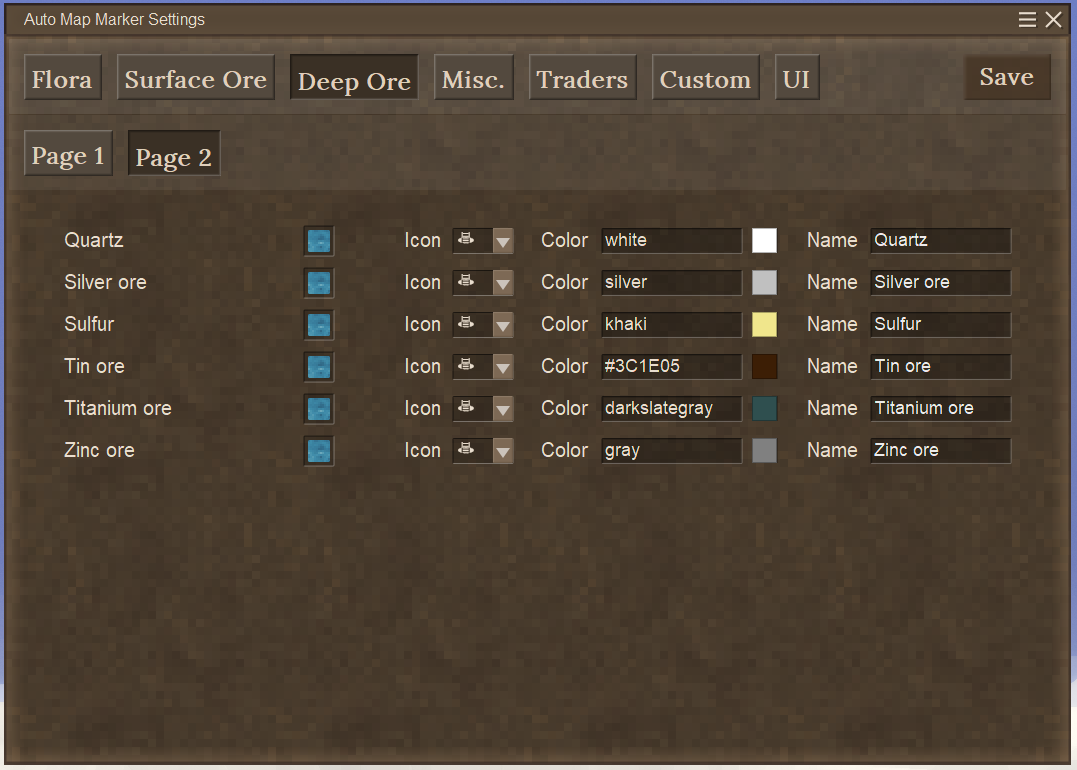 Auto Map Marker Settings
Flora Surface Ore Deep Ore Misc. Traders Custom UI Save
Page 1 Page 2
Quartz Icon Color white Name Quartz
Silver ore Icon Color silver Name Silver ore
Sulfur Icon Color khaki Name Sulfur
Tin ore Icon Color #3C1E05 Name Tin ore
Titanium ore Icon Color darkslategray Name Titanium ore
Zinc ore Icon Color gray Name Zinc ore